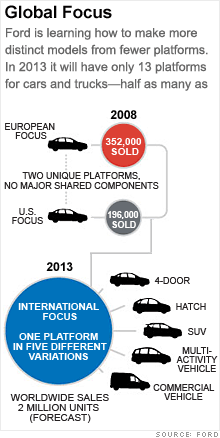 Global Focus
Ford is learning how to make more
distinct models from fewer platforms.
In 2013 it will have only 13 platforms
for cars and trucks—half as many as
2008
EUROPEAN
FOCUS
352,000
SOLD
TWO UNIQUE PLATFORMS,
NO MAJOR SHARED COMPONENTS
U.S.
FOCUS
196,000
SOLD
2013
INTERNATIONAL
FOCUS
ONE PLATFORM
IN FIVE DIFFERENT
VARIATIONS
4-DOOR
HATCH
SUV
MULTI-
ACTIVITY
VEHICLE
COMMERCIAL
VEHICLE
WORLDWIDE SALES
2 MILLION UNITS
(FORECAST)
SOURCE: FORD